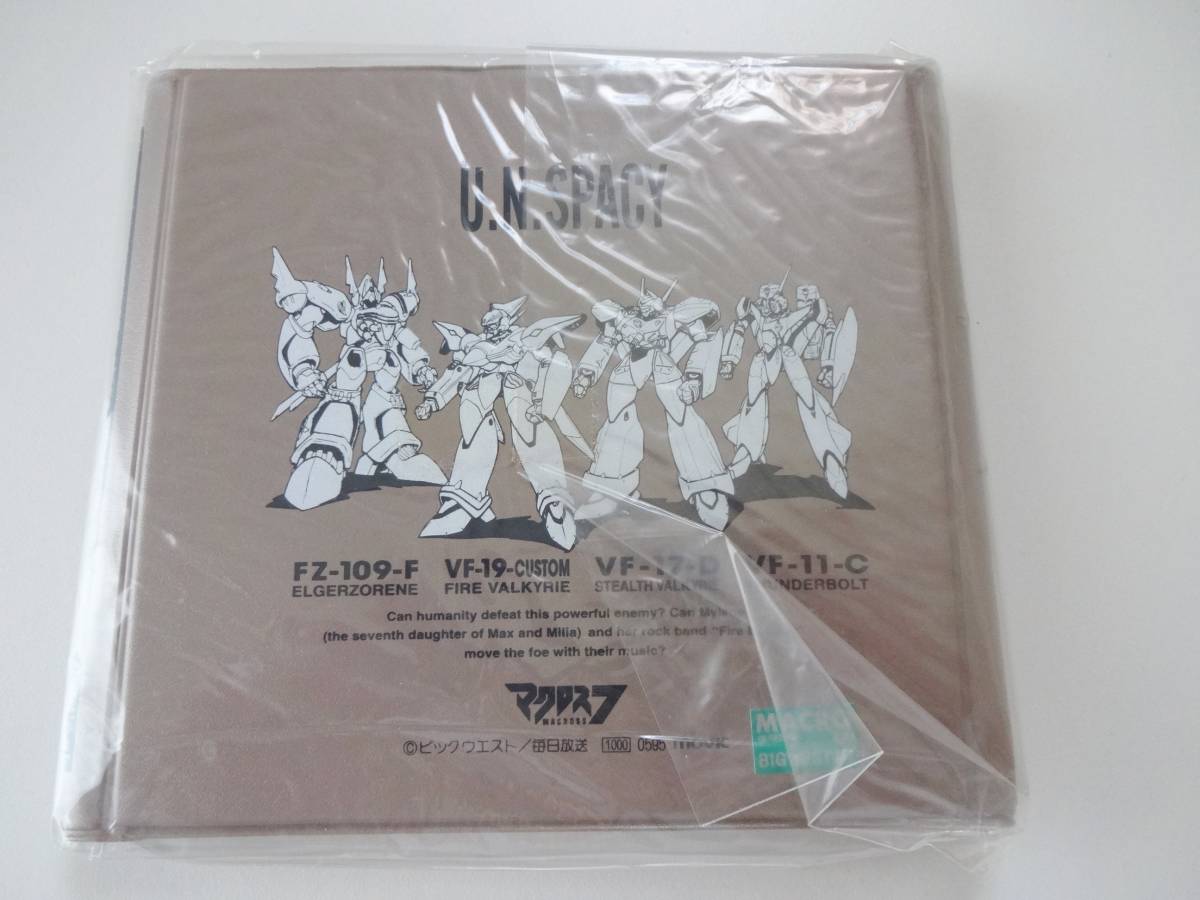 U.N.SPACY
FZ-109-F VF-19-CUSTOM VF-17-D VF-11-C
ELGERZORENE FIRE VALKYRIE STEALTH VALKYRIE
Can humanity defeat this powerful enemy? Can
(the seventh daughter of Max and Milia) and her rock band "Fire
move the foe with their music?
マクロス7
MACROSS
©ビックウエスト/毎日放送 1000 0595 movic
MACRO